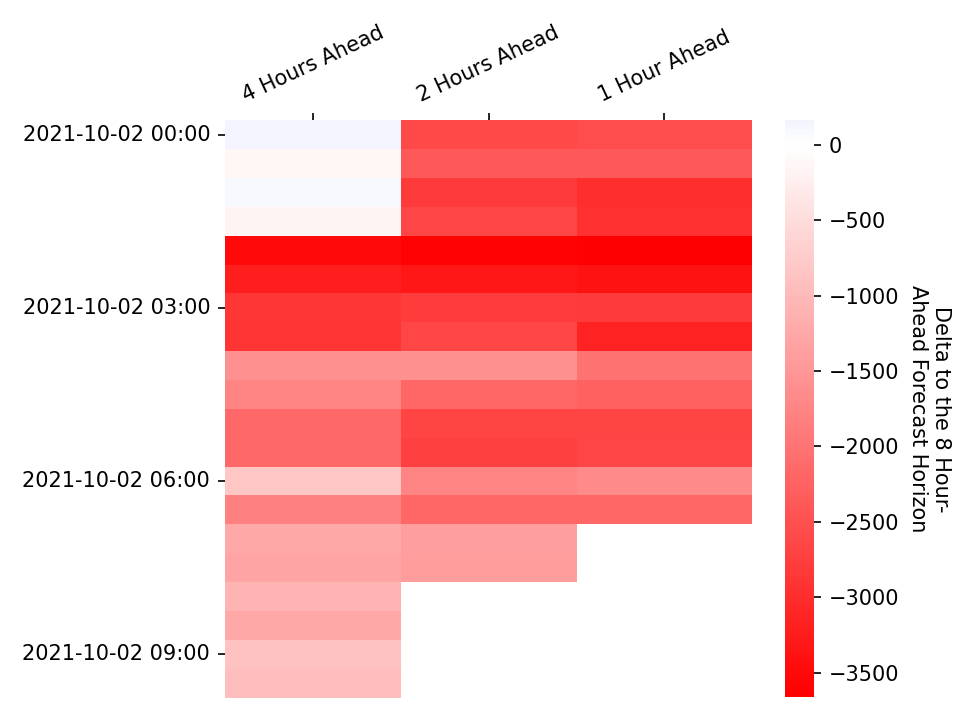 4 Hours Ahead
2 Hours Ahead
1 Hour Ahead
2021-10-02 00:00
2021-10-02 03:00
2021-10-02 06:00
2021-10-02 09:00
0
−500
−1000
−1500
−2000
−2500
−3000
−3500
Delta to the 8 Hour-
Ahead Forecast Horizon